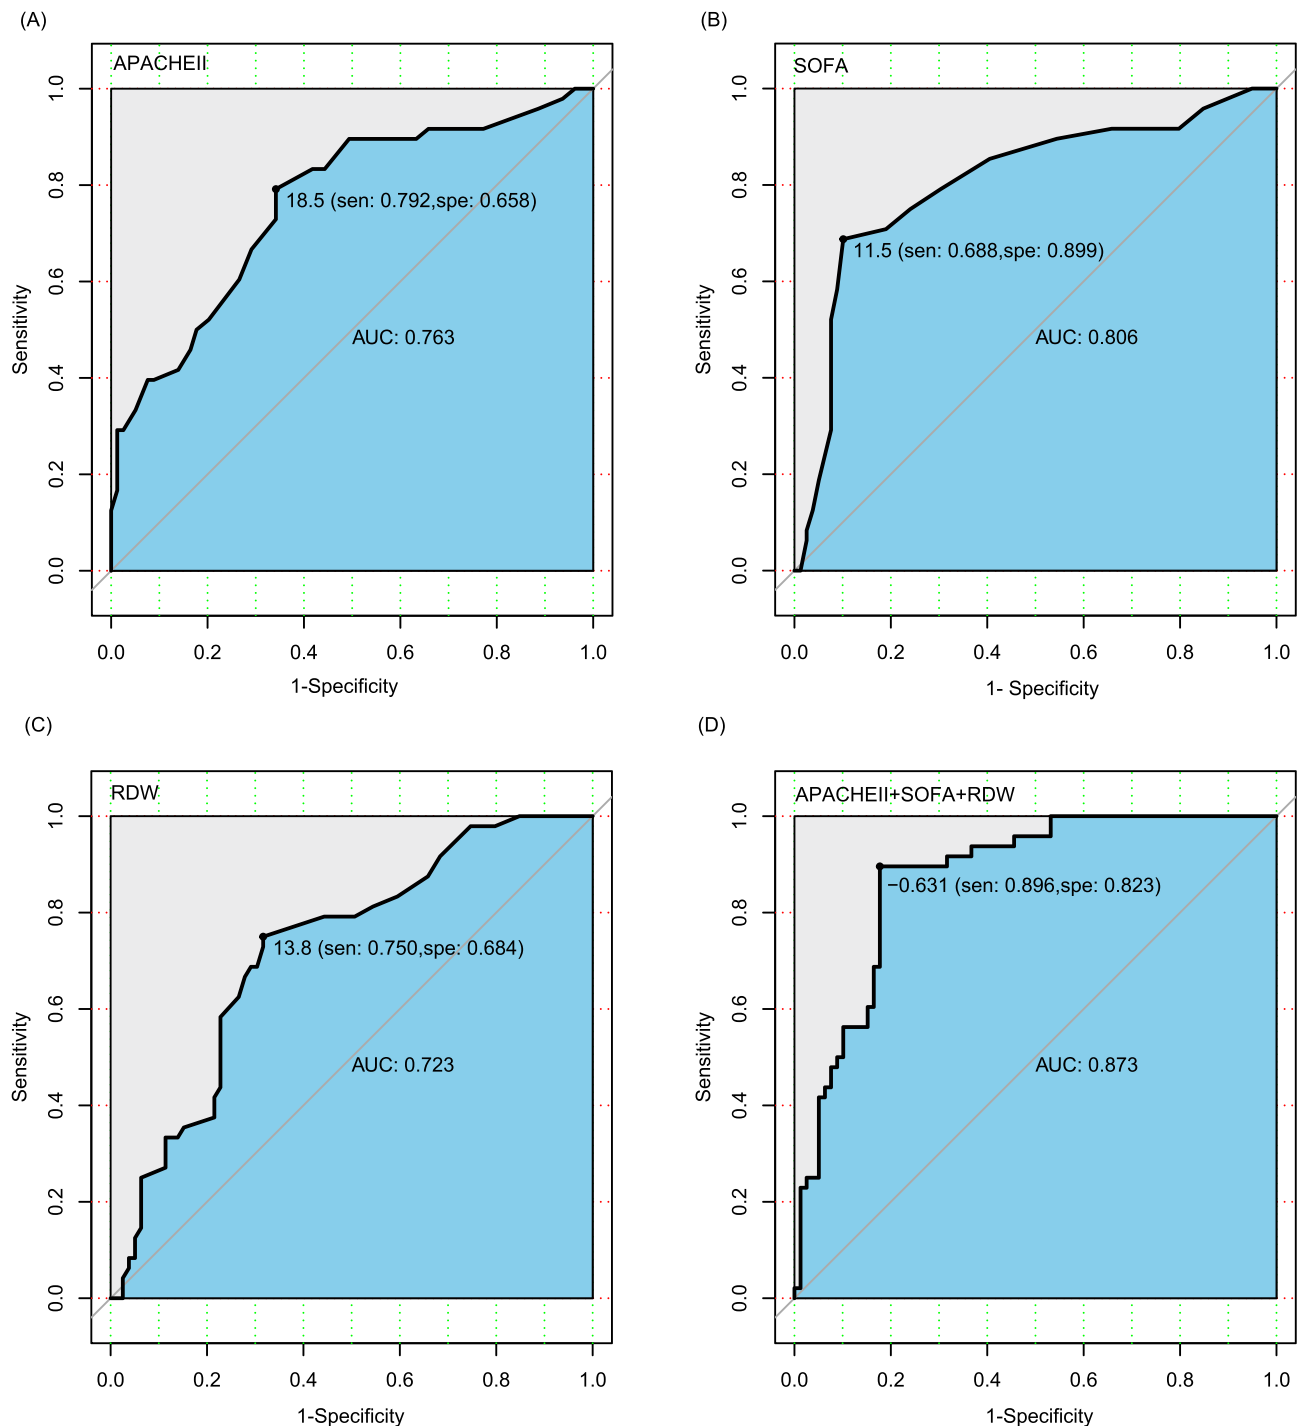 (A)
APACHEII
1.0
0.8
0.6
0.4
0.2
0.0
Sensitivity
18.5 (sen: 0.792,spe: 0.658)
AUC: 0.763
0.0 0.2 0.4 0.6 0.8 1.0
1-Specificity
(B)
SOFA
1.0
0.8
0.6
0.4
0.2
0.0
Sensitivity
11.5 (sen: 0.688,spe: 0.899)
AUC: 0.806
0.0 0.2 0.4 0.6 0.8 1.0
1- Specificity
(C)
RDW
1.0
0.8
0.6
0.4
0.2
0.0
Sensitivity
13.8 (sen: 0.750,spe: 0.684)
AUC: 0.723
0.0 0.2 0.4 0.6 0.8 1.0
1-Specificity
(D)
APACHEII+SOFA+RDW
1.0
0.8
0.6
0.4
0.2
0.0
Sensitivity
−0.631 (sen: 0.896,spe: 0.823)
AUC: 0.873
0.0 0.2 0.4 0.6 0.8 1.0
1-Specificity